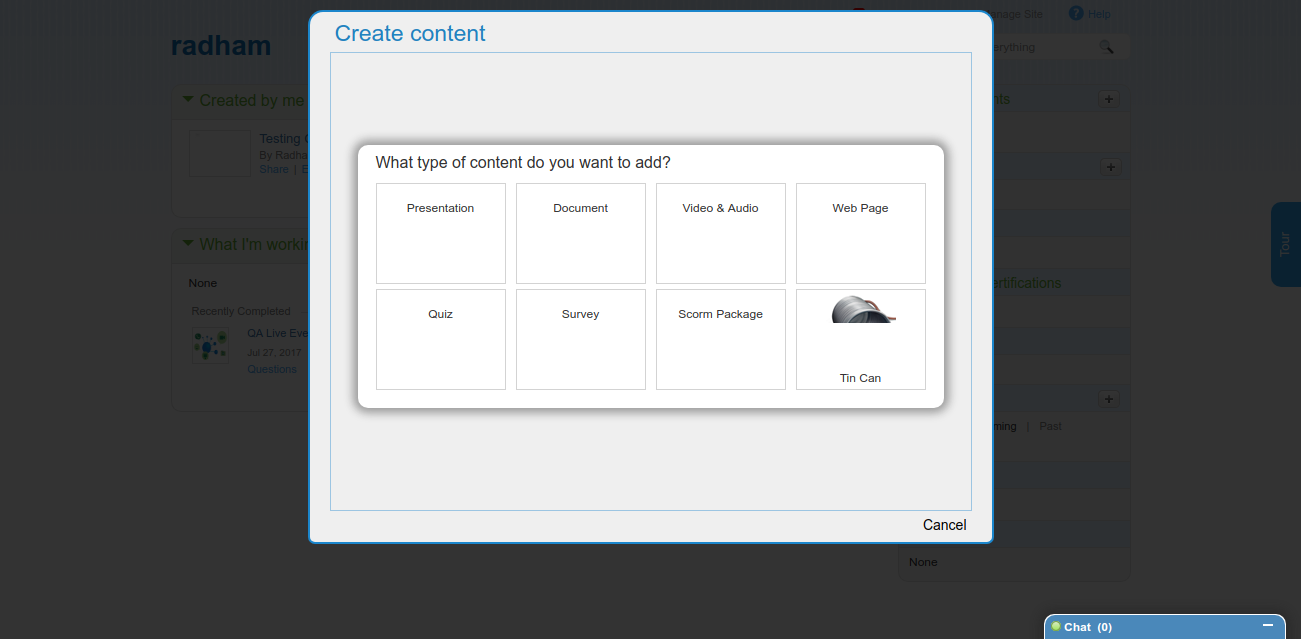 Create content
anage Site
Help
radham
erything
Created by me
nts
Testing
By Radha
Share | E
What type of content do you want to add?
Presentation
Document
Video & Audio
Web Page
Quiz
Survey
Scorm Package
Tin Can
What I'm workin
None
Recently Completed
QA Live Eve
Jul 27, 2017
Questions
Tour
ertifications
ming | Past
Cancel
None
Chat (0)